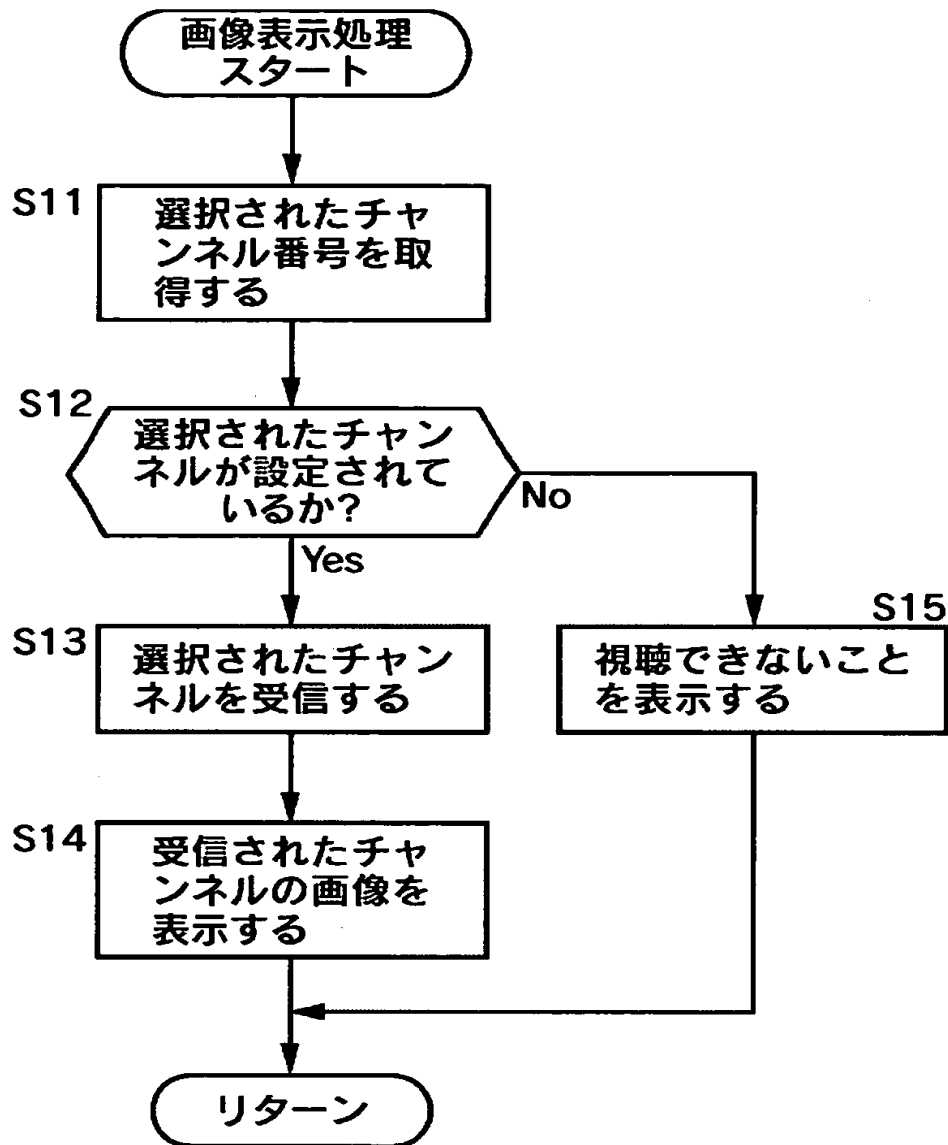 画像表示処理
スタート
S11
選択されたチャ
ンネル番号を取
得する
S12
選択されたチャン
ネルが設定されて
いるか?
No
Yes
S13
選択されたチャン
ネルを受信する
S15
視聴できないこと
を表示する
S14
受信されたチャ
ンネルの画像を
表示する
リターン